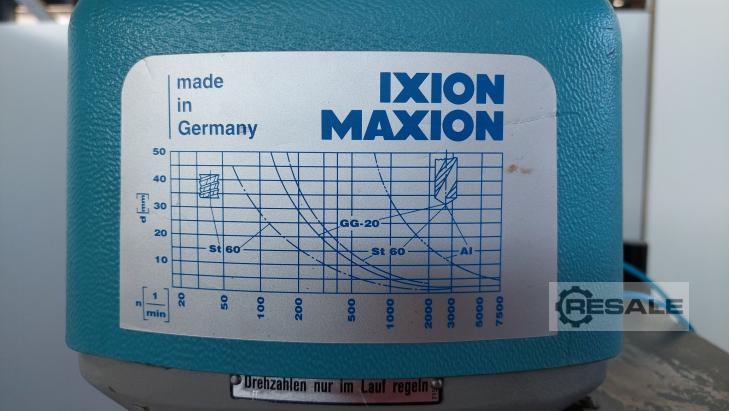 made
in
Germany
IXION
MAXION
50
40
30
20
10
d [mm]
St 60
GG-20
St 60
Al
n [1/min]
20 50 100 200 500 1000 2000 3000 5000 7500
RESALE
Drehzahlen nur im Lauf regeln